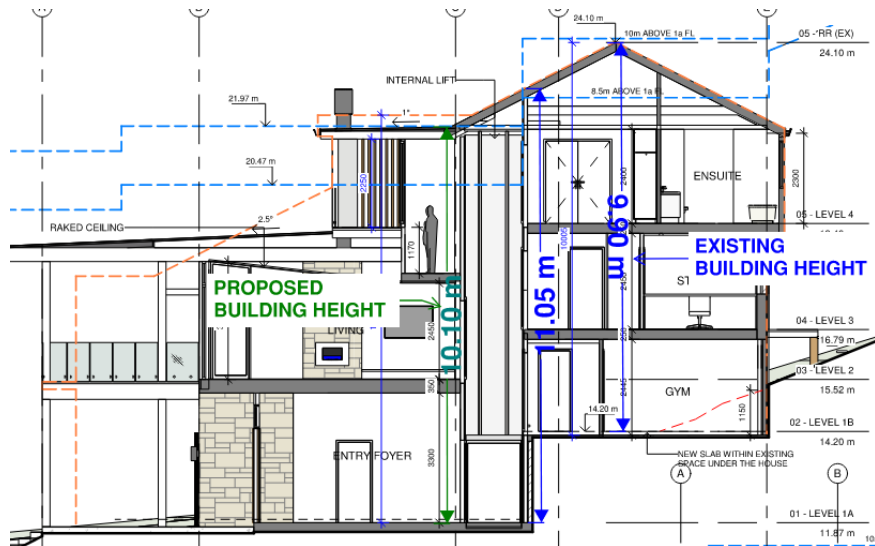 24.10 m
10m ABOVE 1a FL
05 -'RR (EX)
24.10 m
INTERNAL LIFT
8.5m ABOVE 1a FL
21.97 m
1°
20.47 m
2250
2400
ENSUITE
2300
9.90 m
05 - LEVEL 4
RAKED CEILING
2.5°
1170
10005
EXISTING
BUILDING HEIGHT
PROPOSED
BUILDING HEIGHT
11.05 m
10.10 m
LIVING
2450
250
04 - LEVEL 3
16.79 m
03 - LEVEL 2
15.52 m
350
2445
GYM
1150
14.20 m
02 - LEVEL 1B
14.20 m
NEW SLAB WITHIN EXISTING
SPACE UNDER THE HOUSE
ENTRY FOYER
3300
A
B
01 - LEVEL 1A
11.87 m